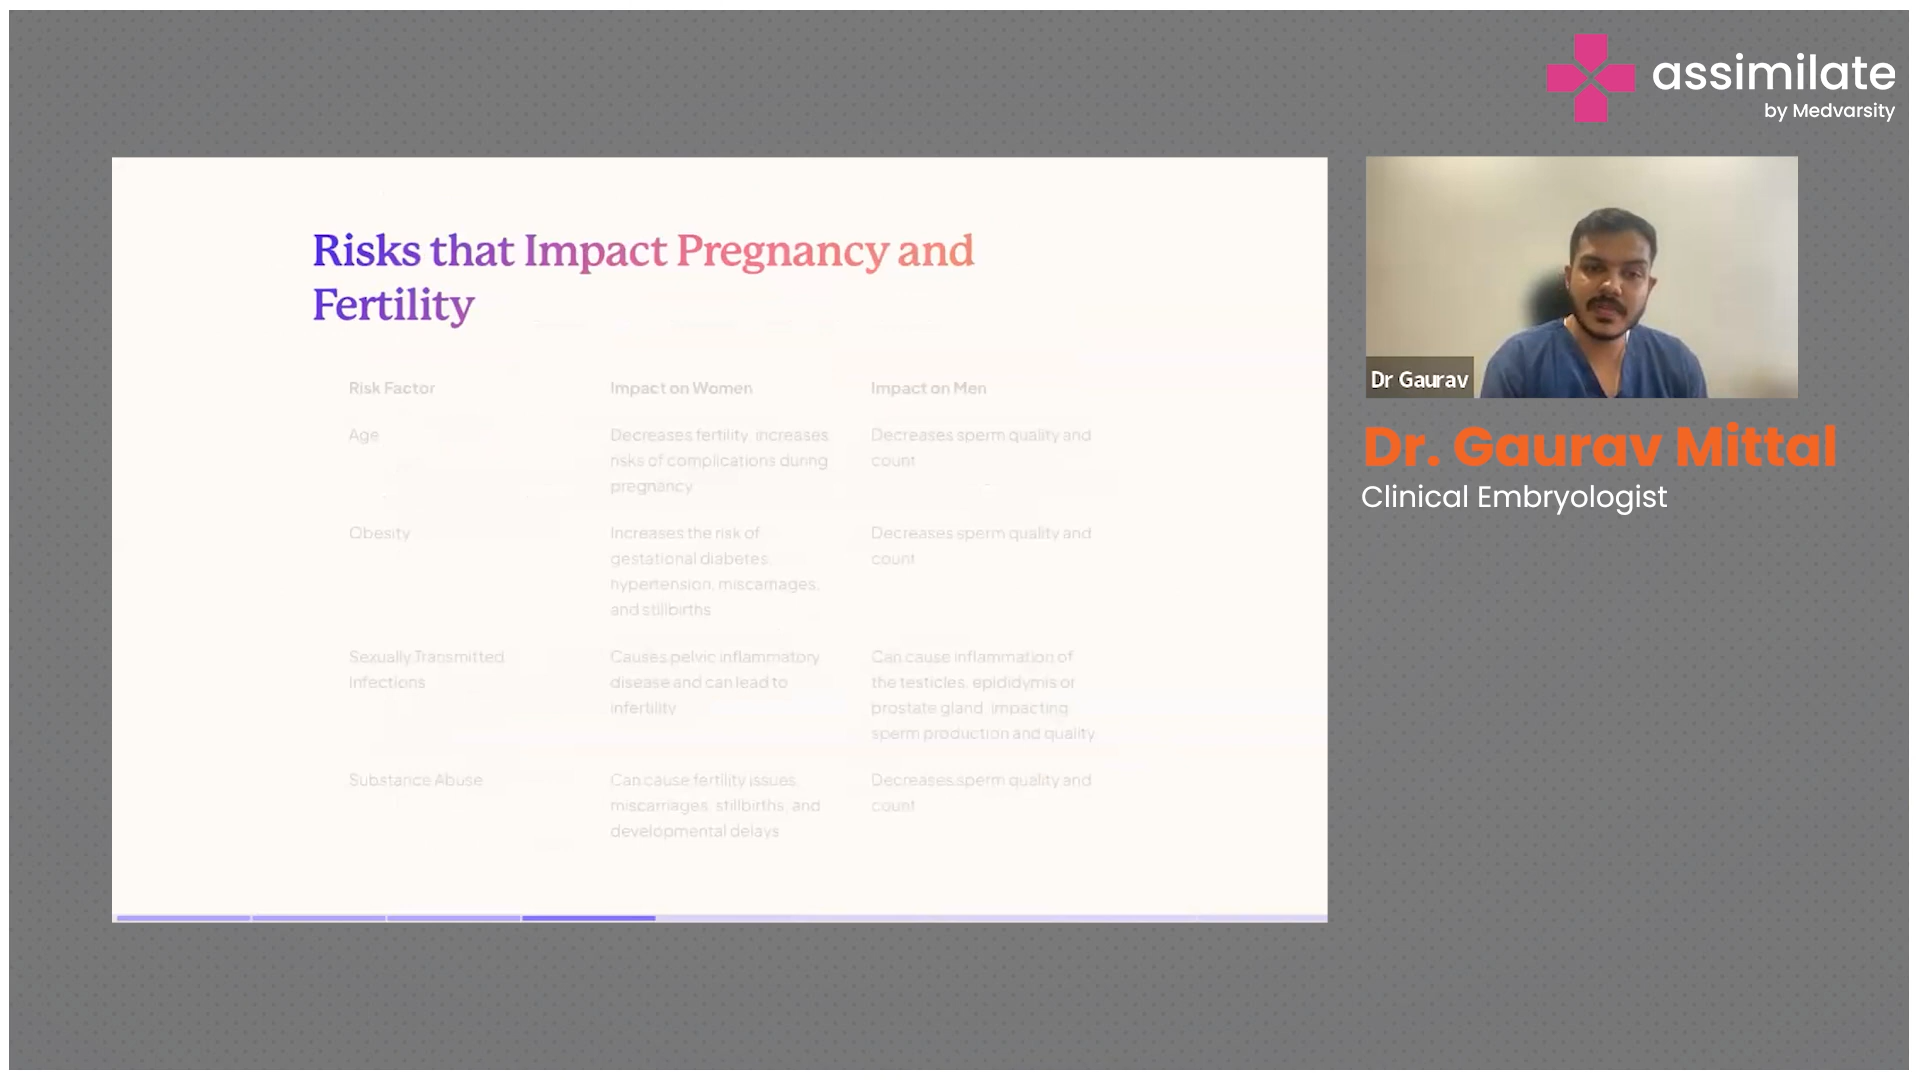 assimilate
by Medvarsity
Risks that Impact Pregnancy and
Fertility
Risk Factor
Impact on Women
Impact on Men
Age
Decreases fertility, increases
risks of complications during
pregnancy
Decreases sperm quality and
count
Obesity
Increases the risk of
gestational diabetes,
hypertension, miscarriages,
and stillbirths
Decreases sperm quality and
count
Sexually Transmitted
Infections
Causes pelvic inflammatory
disease and can lead to
infertility
Can cause inflammation of
the testicles, epididymis or
prostate gland, impacting
sperm production and quality
Substance Abuse
Can cause fertility issues,
miscarriages, stillbirths, and
developmental delays
Decreases sperm quality and
count
Dr Gaurav
Dr. Gaurav Mittal
Clinical Embryologist